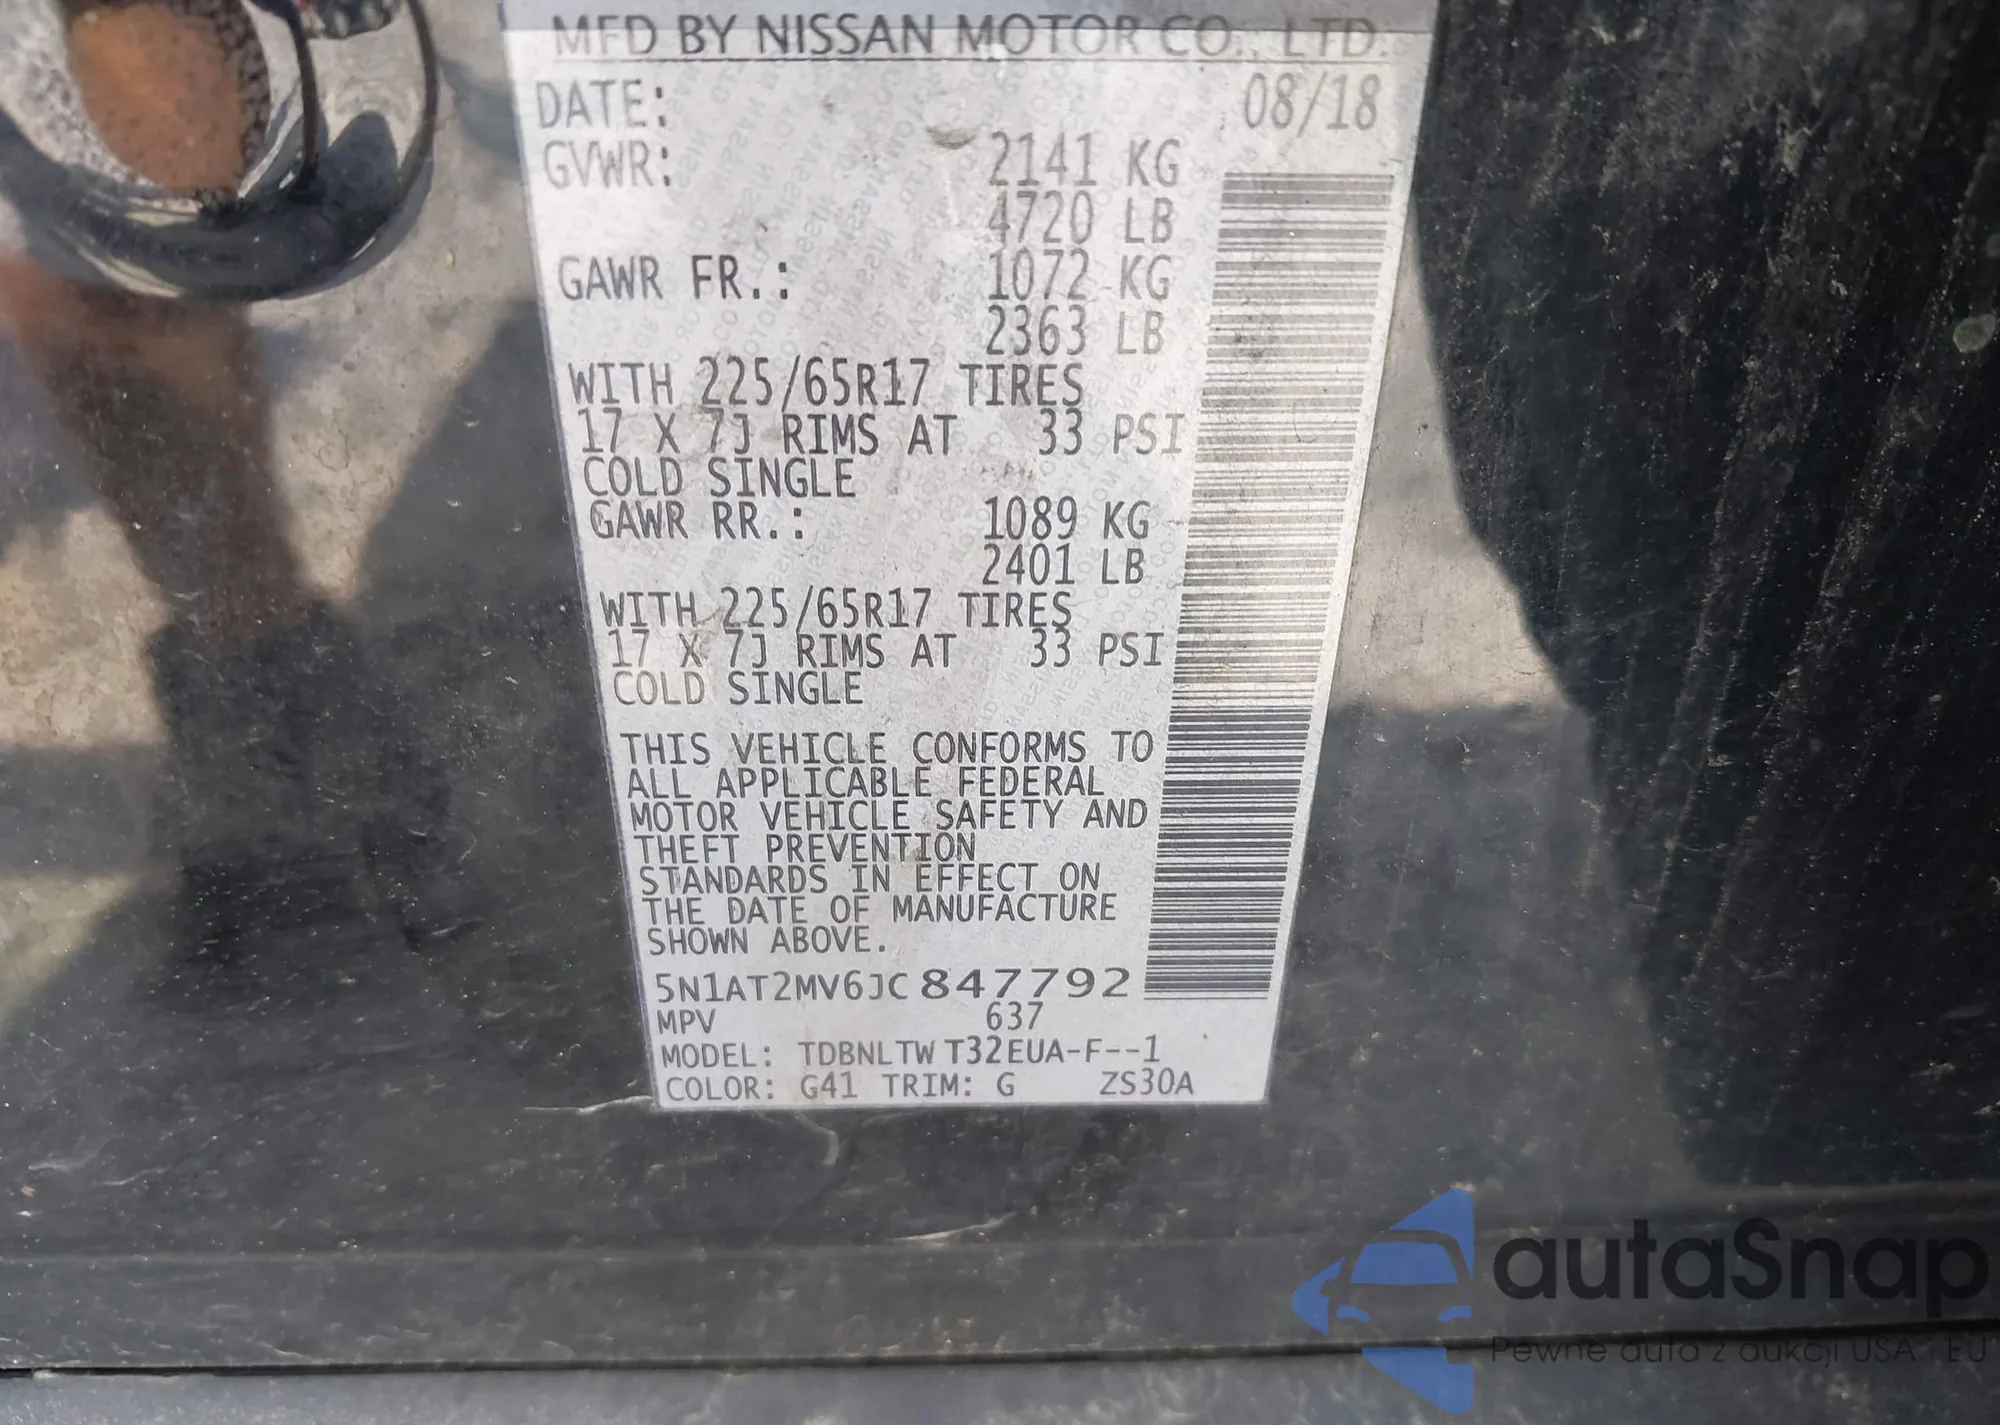 MFD BY NISSAN MOTOR CO., LTD.
DATE: 08/18
GVWR: 2141 KG
4720 LB
GAWR FR.: 1072 KG
2363 LB
WITH 225/65R17 TIRES
17 X 7J RIMS AT 33 PSI
COLD SINGLE
GAWR RR.: 1089 KG
2401 LB
WITH 225/65R17 TIRES
17 X 7J RIMS AT 33 PSI
COLD SINGLE
THIS VEHICLE CONFORMS TO
ALL APPLICABLE FEDERAL
MOTOR VEHICLE SAFETY AND
THEFT PREVENTION
STANDARDS IN EFFECT ON
THE DATE OF MANUFACTURE
SHOWN ABOVE.
5N1AT2MV6JC847792
MPV 637
MODEL: TDBNLTW T32EUA-F--1
COLOR: G41 TRIM: G ZS30A
autaSnap
Pewne auta z aukcji USA i EU